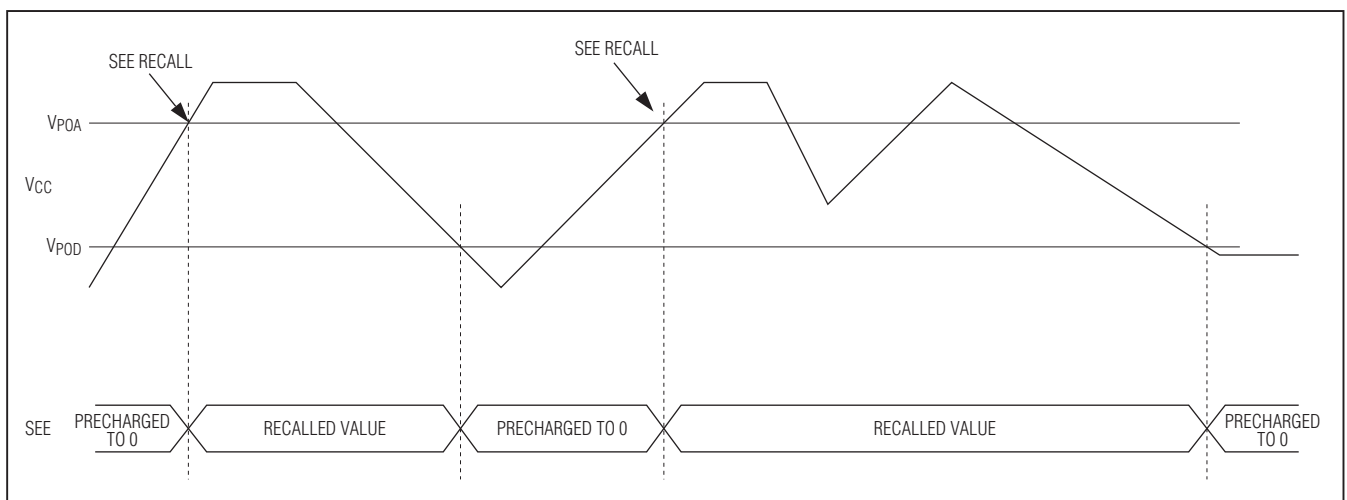 SEE RECALL
SEE RECALL
VPOA
VCC
VPOD
SEE
PRECHARGED
TO 0
RECALLED VALUE
PRECHARGED TO 0
RECALLED VALUE
PRECHARGED
TO 0